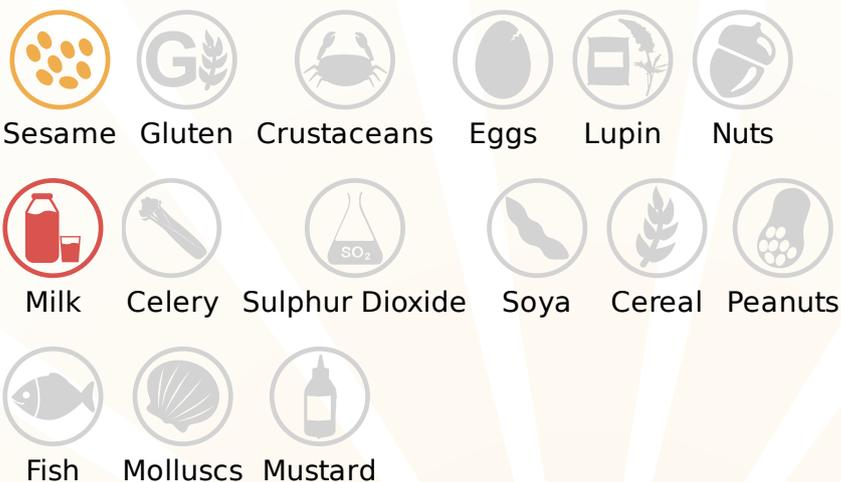 G
Sesame Gluten Crustaceans Eggs Lupin Nuts
SO₂
Milk Celery Sulphur Dioxide Soya Cereal Peanuts
Fish Molluscs Mustard